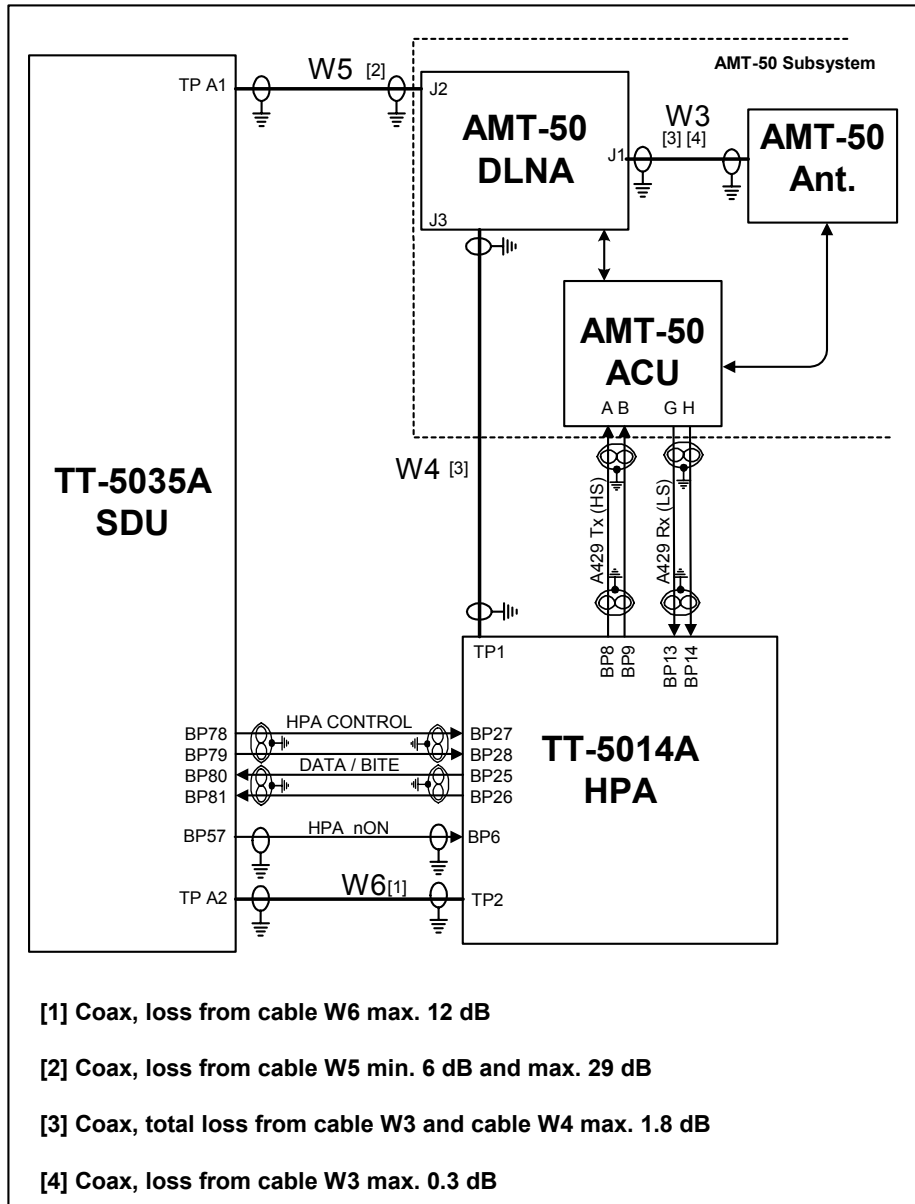 AMT-50 Subsystem
TP A1
W5 [2]
J2
AMT-50
DLNA
J1
W3
[3] [4]
AMT-50
Ant.
J3
AMT-50
ACU
A B G H
W4 [3]
A429 Tx (HS)
A429 Rx (LS)
TT-5035A
SDU
TP1
BP8
BP9
BP13
BP14
BP78
HPA CONTROL
BP27
BP79
BP28
BP80
DATA / BITE
BP25
BP81
BP26
TT-5014A
HPA
BP57
HPA nON
BP6
TP A2
W6[1]
TP2
[1] Coax, loss from cable W6 max. 12 dB
[2] Coax, loss from cable W5 min. 6 dB and max. 29 dB
[3] Coax, total loss from cable W3 and cable W4 max. 1.8 dB
[4] Coax, loss from cable W3 max. 0.3 dB